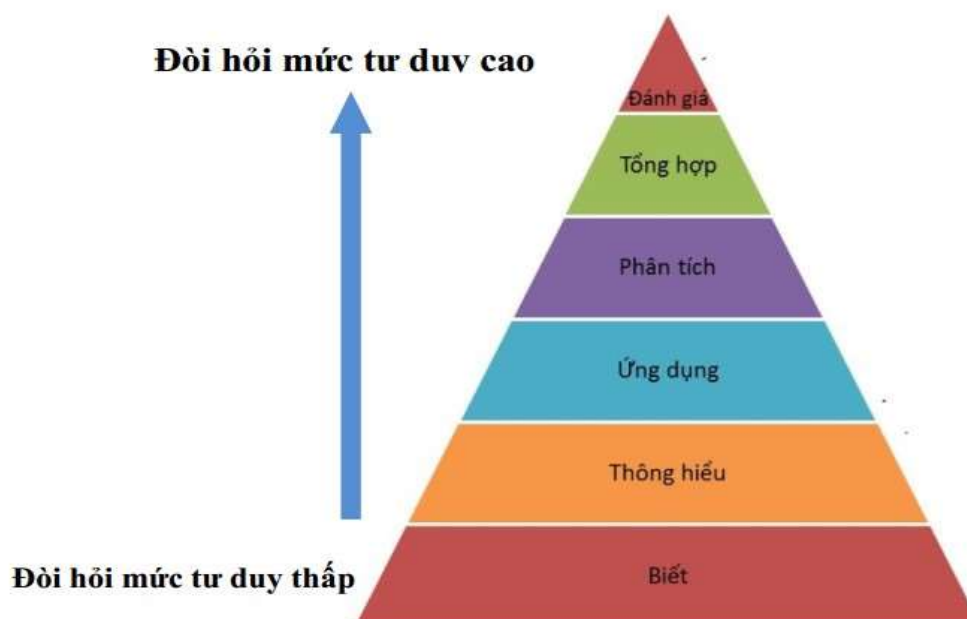 Đòi hỏi mức tư duy cao
Đánh giá
Tổng hợp
Phân tích
Ứng dụng
Thông hiểu
Đòi hỏi mức tư duy thấp
Biết